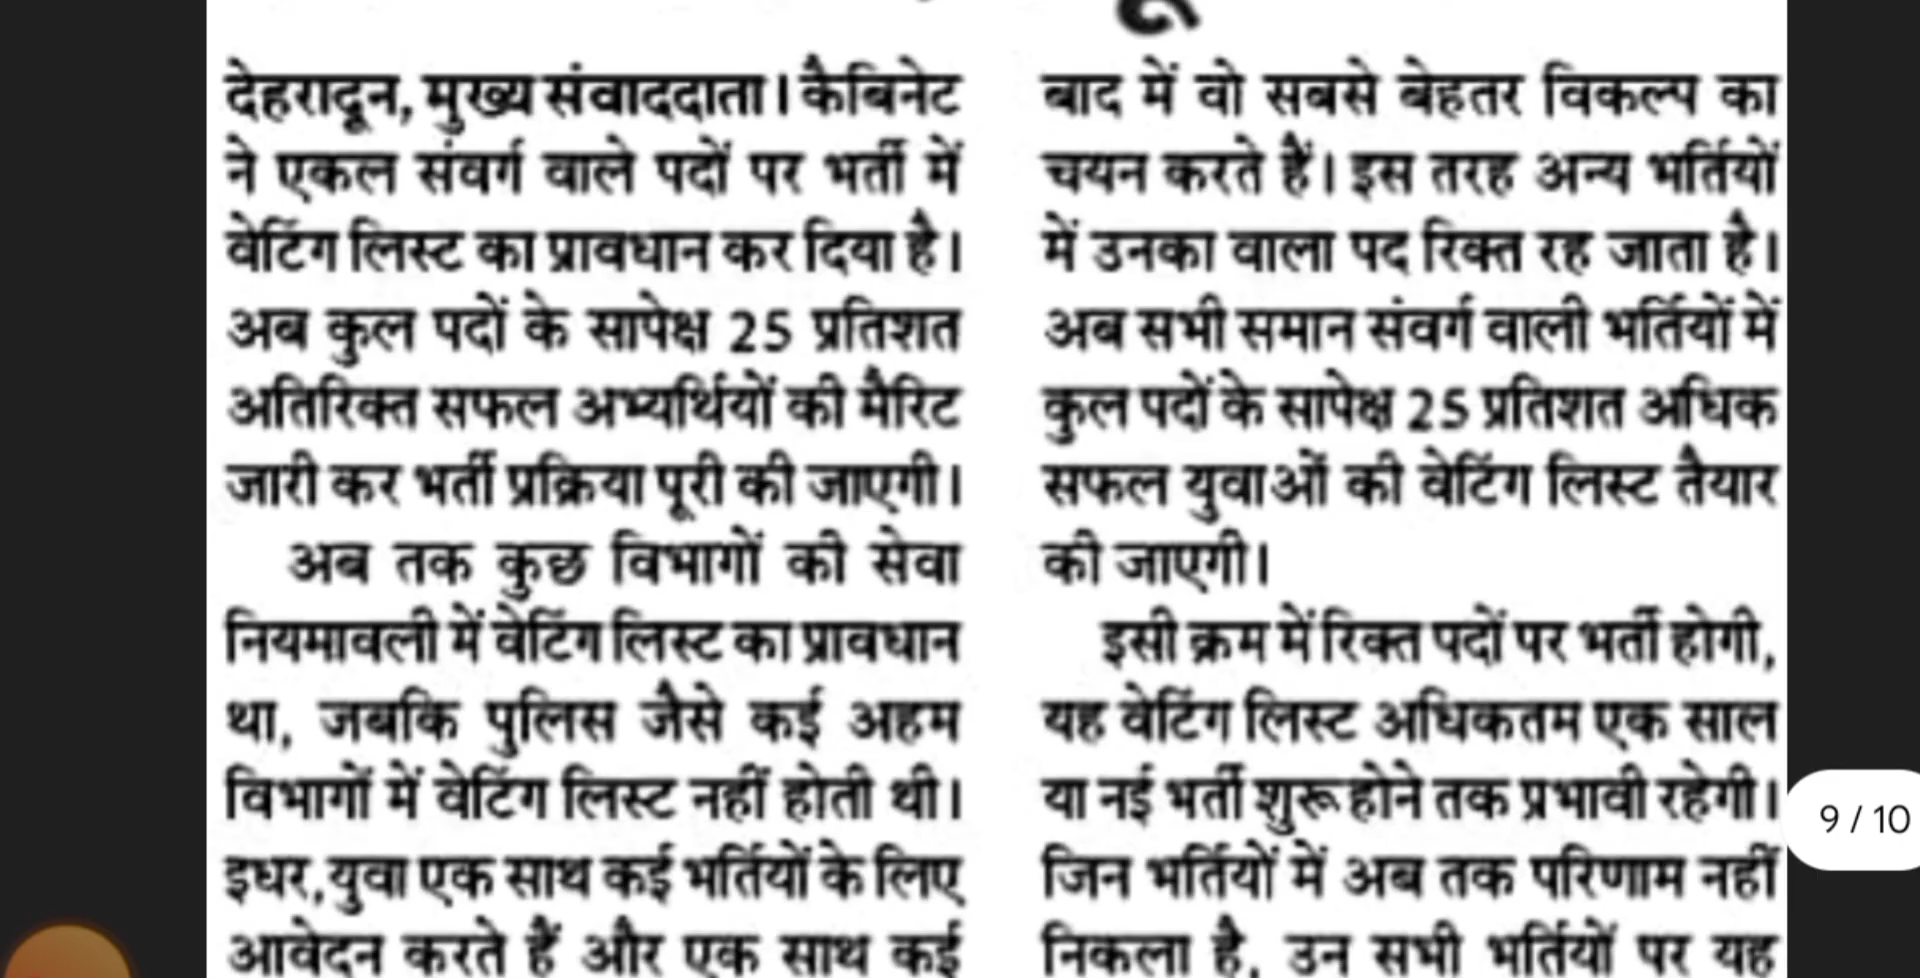 देहरादून, मुख्य संवाददाता। कैबिनेट
ने एकल संवर्ग वाले पदों पर भर्ती में
वेटिंग लिस्ट का प्रावधान कर दिया है।
अब कुल पदों के सापेक्ष 25 प्रतिशत
अतिरिक्त सफल अभ्यर्थियों की मैरिट
जारी कर भर्ती प्रक्रिया पूरी की जाएगी।
अब तक कुछ विभागों की सेवा
नियमावली में वेटिंग लिस्ट का प्रावधान
था, जबकि पुलिस जैसे कई अहम
विभागों में वेटिंग लिस्ट नहीं होती थी।
इधर,युवा एक साथ कई भर्तियों के लिए
आवेदन करते हैं और एक साथ कई
बाद में वो सबसे बेहतर विकल्प का
चयन करते हैं। इस तरह अन्य भर्तियों
में उनका वाला पद रिक्त रह जाता है।
अब सभी समान संवर्ग वाली भर्तियों में
कुल पदों के सापेक्ष 25 प्रतिशत अधिक
सफल युवाओं की वेटिंग लिस्ट तैयार
की जाएगी।
इसी क्रम में रिक्त पदों पर भर्ती होगी,
यह वेटिंग लिस्ट अधिकतम एक साल
या नई भर्ती शुरू होने तक प्रभावी रहेगी।
जिन भर्तियों में अब तक परिणाम नहीं
निकला है, उन सभी भर्तियों पर यह
9 / 10